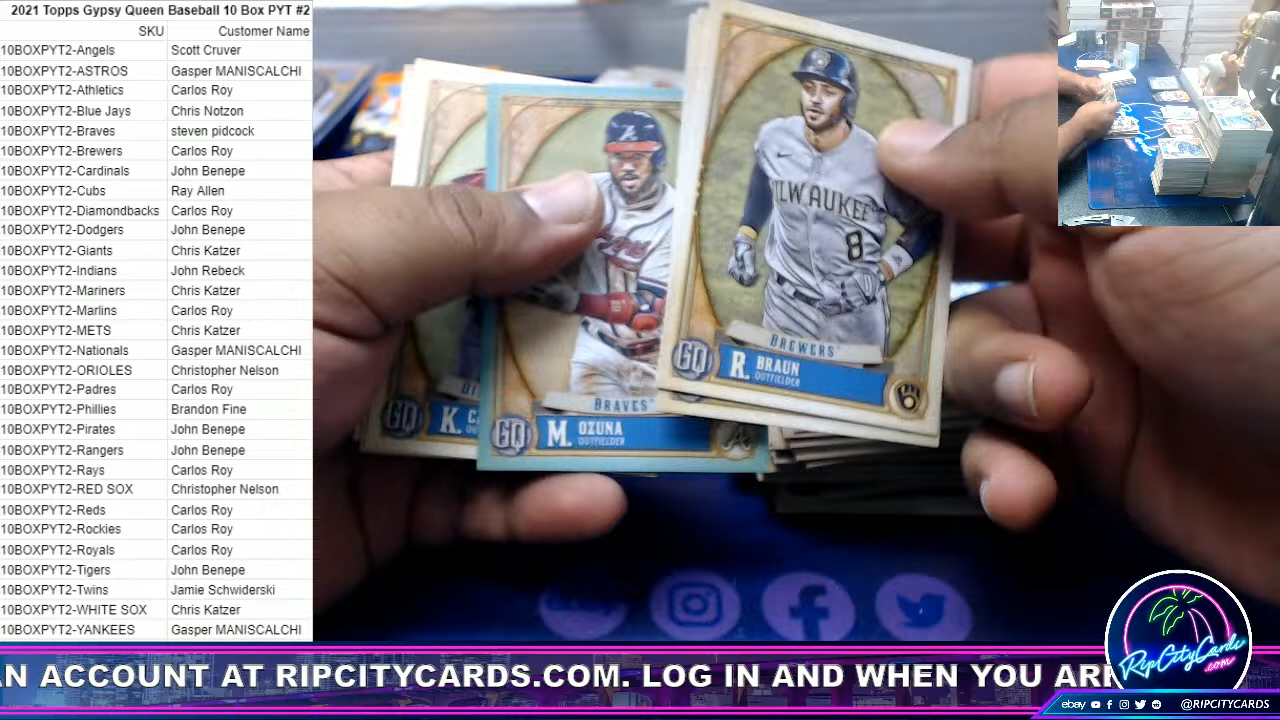 2021 Topps Gypsy Queen Baseball 10 Box PYT #2
SKU Customer Name
10BOXPYT2-Angels Scott Cruver
10BOXPYT2-ASTROS Gasper MANISCALCHI
10BOXPYT2-Athletics Carlos Roy
10BOXPYT2-Blue Jays Chris Notzon
10BOXPYT2-Braves steven pidcock
10BOXPYT2-Brewers Carlos Roy
10BOXPYT2-Cardinals John Benepe
10BOXPYT2-Cubs Ray Allen
10BOXPYT2-Diamondbacks Carlos Roy
10BOXPYT2-Dodgers John Benepe
10BOXPYT2-Giants Chris Katzer
10BOXPYT2-Indians John Rebeck
10BOXPYT2-Mariners Chris Katzer
10BOXPYT2-Marlins Carlos Roy
10BOXPYT2-METS Chris Katzer
10BOXPYT2-Nationals Gasper MANISCALCHI
10BOXPYT2-ORIOLES Christopher Nelson
10BOXPYT2-Padres Carlos Roy
10BOXPYT2-Phillies Brandon Fine
10BOXPYT2-Pirates John Benepe
10BOXPYT2-Rangers John Benepe
10BOXPYT2-Rays Carlos Roy
10BOXPYT2-RED SOX Christopher Nelson
10BOXPYT2-Reds Carlos Roy
10BOXPYT2-Rockies Carlos Roy
10BOXPYT2-Royals Carlos Roy
10BOXPYT2-Tigers John Benepe
10BOXPYT2-Twins Jamie Schwiderski
10BOXPYT2-WHITE SOX Chris Katzer
10BOXPYT2-YANKEES Gasper MANISCALCHI
ILWAUKEE
8
BREWERS
GQ R. BRAUN
OUTFIELDER
BRAVES
GQ M. OZUNA
OUTFIELDER
GQ K.
N ACCOUNT AT RIPCITYCARDS.COM. LOG IN AND WHEN YOU ARR
RipCityCards
.com
ebay @RIPCITYCARDS